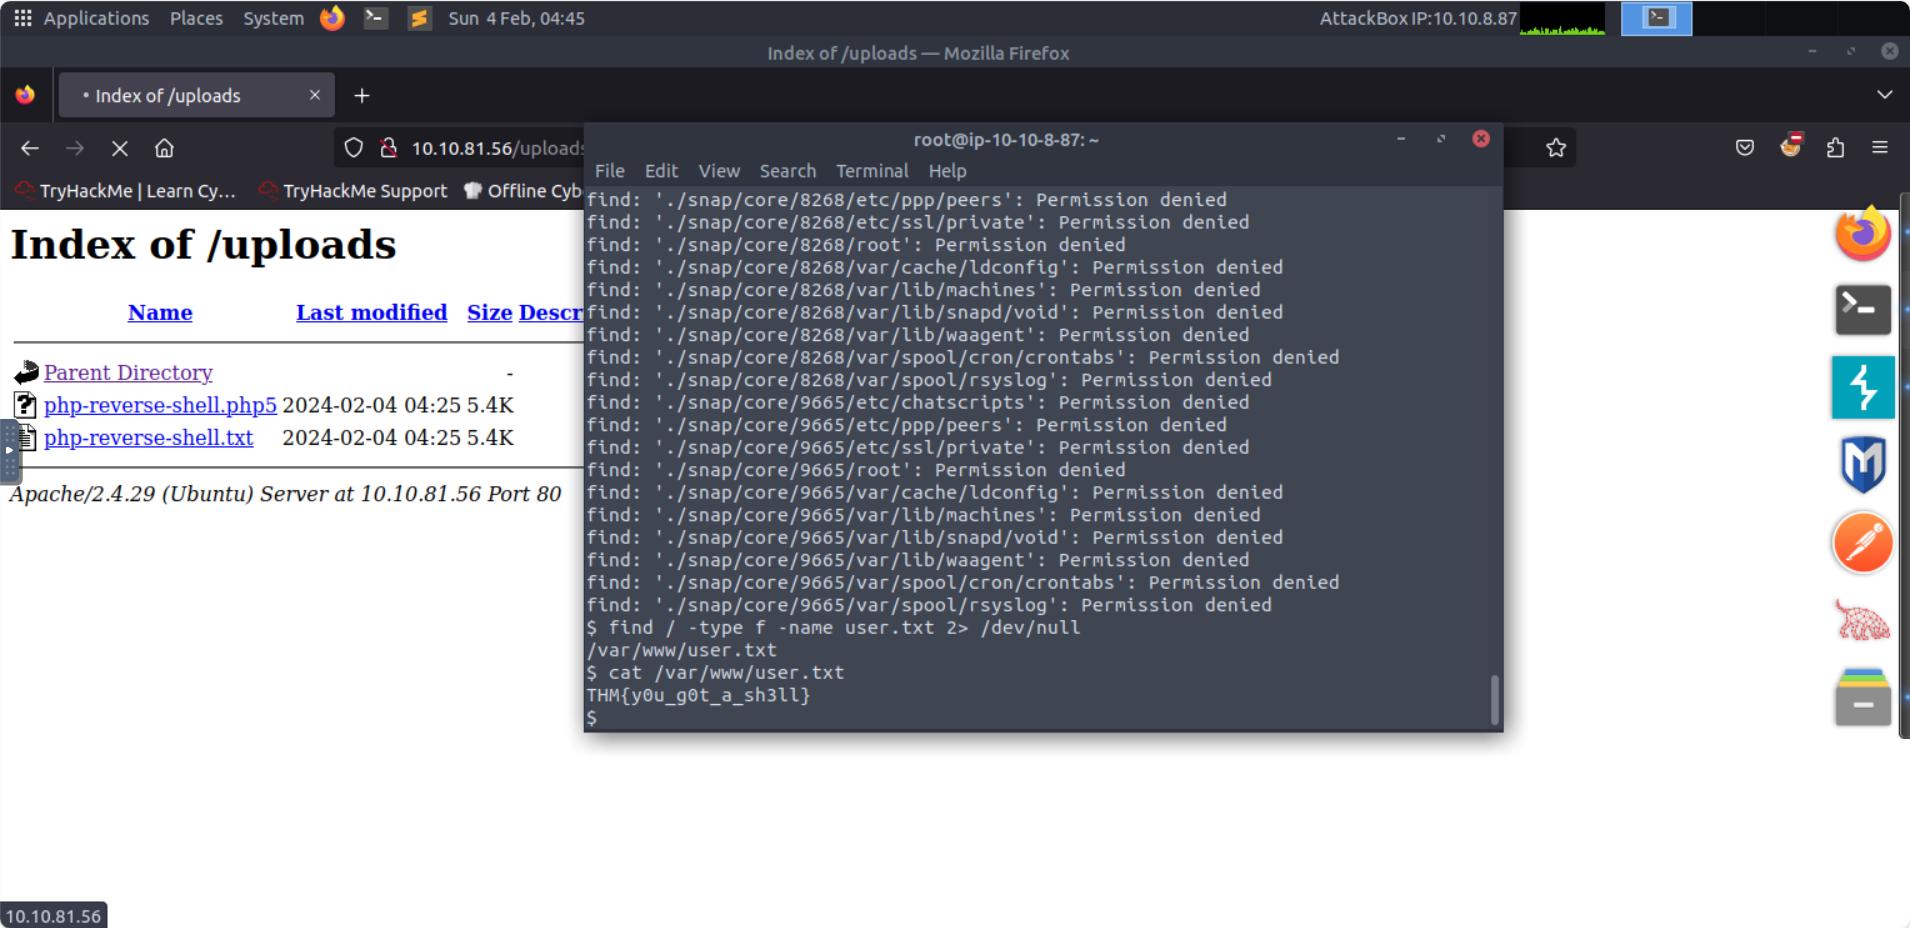 Applications Places System Sun 4 Feb, 04:45 AttackBox IP:10.10.8.87
Index of /uploads — Mozilla Firefox
Index of /uploads
10.10.81.56/uploads
TryHackMe | Learn Cy… TryHackMe Support Offline Cyb
Index of /uploads
Name Last modified Size Descr
Parent Directory -
php-reverse-shell.php5 2024-02-04 04:25 5.4K
php-reverse-shell.txt 2024-02-04 04:25 5.4K
Apache/2.4.29 (Ubuntu) Server at 10.10.81.56 Port 80
root@ip-10-10-8-87: ~
File Edit View Search Terminal Help
find: './snap/core/8268/etc/ppp/peers': Permission denied
find: './snap/core/8268/etc/ssl/private': Permission denied
find: './snap/core/8268/root': Permission denied
find: './snap/core/8268/var/cache/ldconfig': Permission denied
find: './snap/core/8268/var/lib/machines': Permission denied
find: './snap/core/8268/var/lib/snapd/void': Permission denied
find: './snap/core/8268/var/lib/waagent': Permission denied
find: './snap/core/8268/var/spool/cron/crontabs': Permission denied
find: './snap/core/8268/var/spool/rsyslog': Permission denied
find: './snap/core/9665/etc/chatscripts': Permission denied
find: './snap/core/9665/etc/ppp/peers': Permission denied
find: './snap/core/9665/etc/ssl/private': Permission denied
find: './snap/core/9665/root': Permission denied
find: './snap/core/9665/var/cache/ldconfig': Permission denied
find: './snap/core/9665/var/lib/machines': Permission denied
find: './snap/core/9665/var/lib/snapd/void': Permission denied
find: './snap/core/9665/var/lib/waagent': Permission denied
find: './snap/core/9665/var/spool/cron/crontabs': Permission denied
find: './snap/core/9665/var/spool/rsyslog': Permission denied
$ find / -type f -name user.txt 2> /dev/null
/var/www/user.txt
$ cat /var/www/user.txt
THM{y0u_g0t_a_sh3ll}
$
10.10.81.56